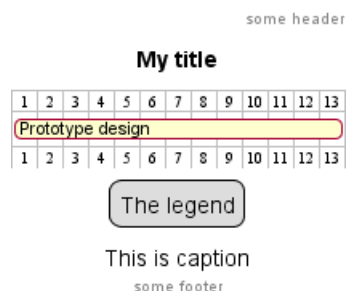 some header
My title
1 2 3 4 5 6 7 8 9 10 11 12 13
Prototype design
1 2 3 4 5 6 7 8 9 10 11 12 13
The legend
This is caption
some footer